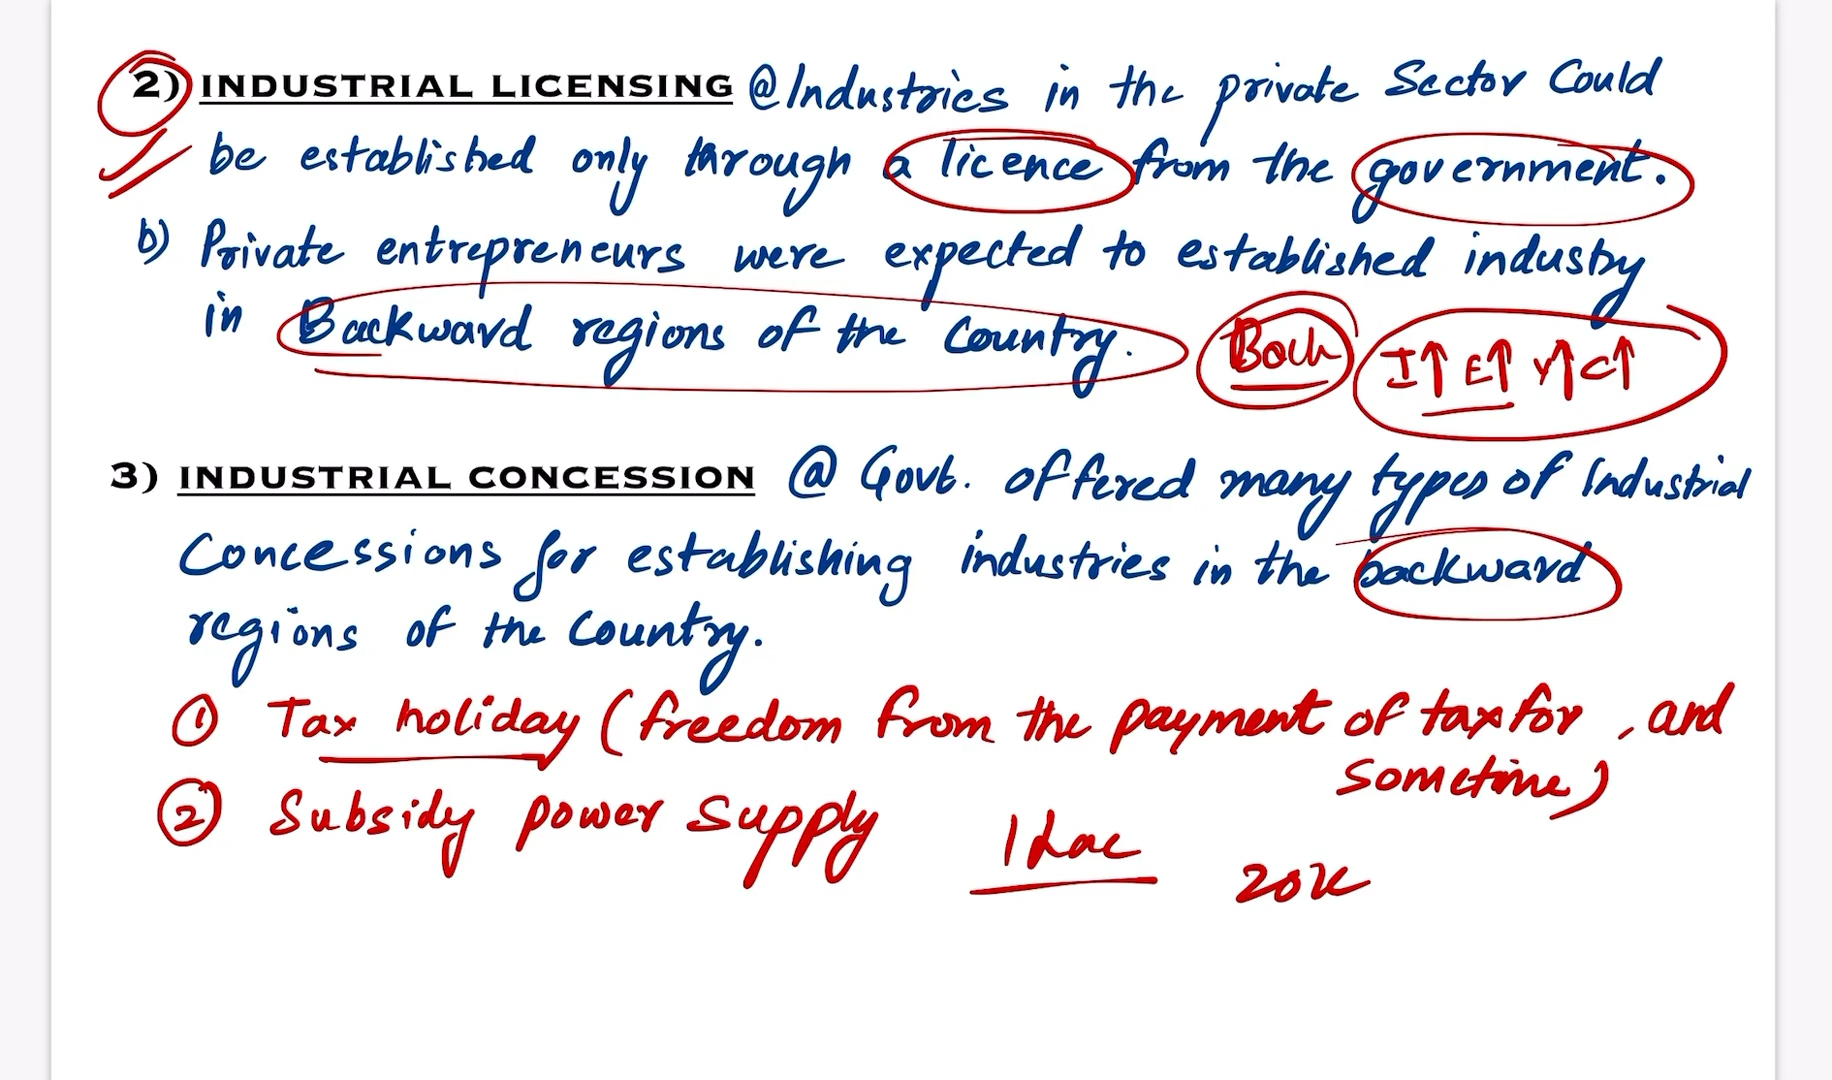 2) INDUSTRIAL LICENSING @ Industries in the private Sector Could
be established only through a licence from the government.
b) Private entrepreneurs were expected to established industry
in Backward regions of the Country. Back I↑ E↑ Y↑ C↑
3) INDUSTRIAL CONCESSION @ Govt. offered many types of Industrial
Concessions for establishing industries in the backward
regions of the Country.
① Tax holiday (freedom from the payment of tax for , and
sometime)
② Subsidy power supply 1 Lac